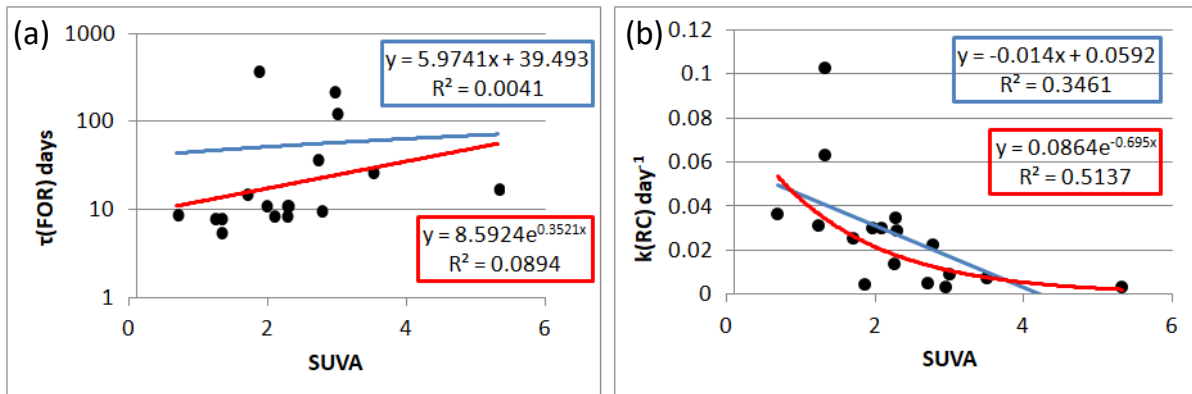 (a)
1000
100
10
1
τ(FOR) days
0
2
4
6
SUVA
y = 5.9741x + 39.493
R² = 0.0041
y = 8.5924e^0.3521x
R² = 0.0894
(b)
0.12
0.1
0.08
0.06
0.04
0.02
0
k(RC) day⁻¹
0
2
4
6
SUVA
y = -0.014x + 0.0592
R² = 0.3461
y = 0.0864e^-0.695x
R² = 0.5137